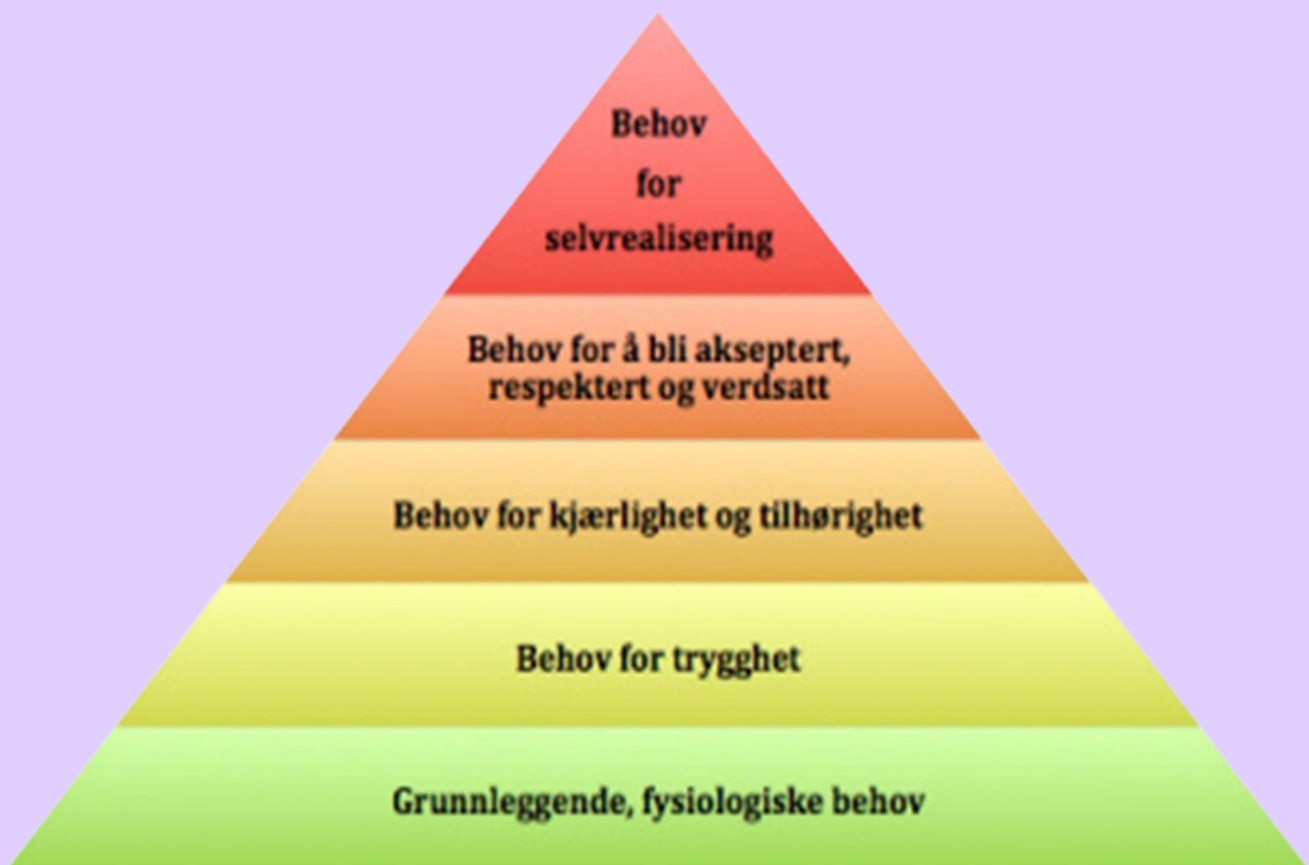 Behov
for
selvrealisering
Behov for å bli akseptert,
respektert og verdsatt
Behov for kjærlighet og tilhørighet
Behov for trygghet
Grunnleggende, fysiologiske behov